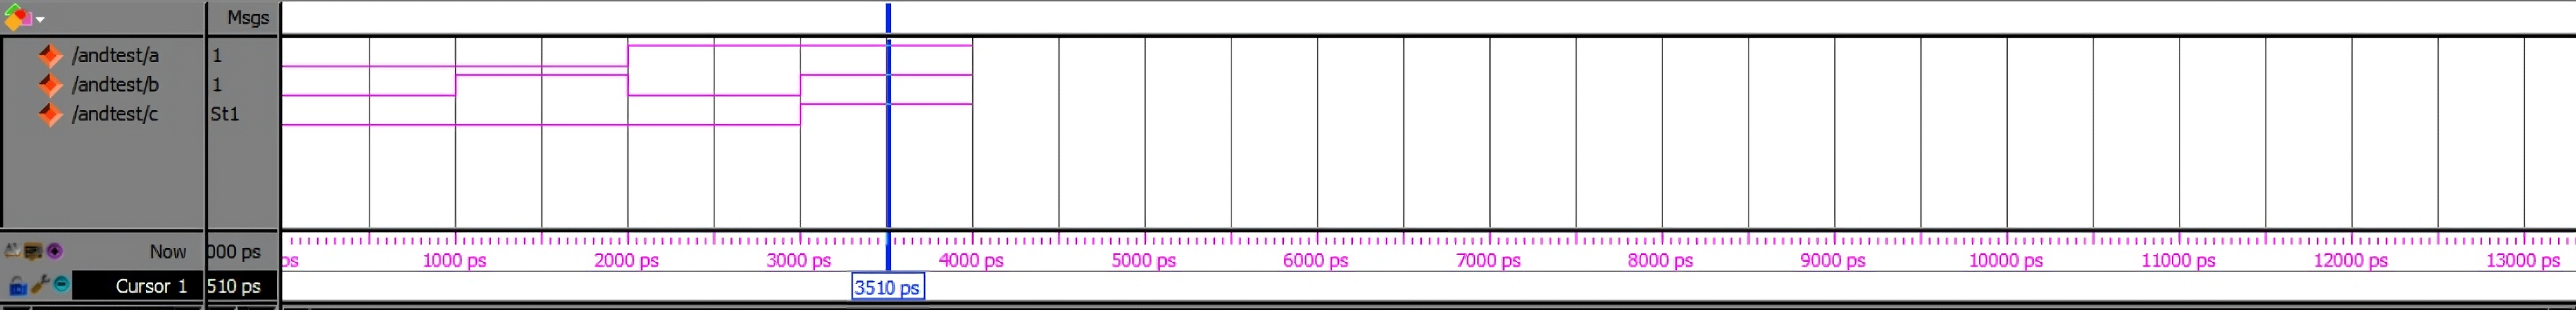 Msgs
/andtest/a 1
/andtest/b 1
/andtest/c St1
Now 000 ps ps 1000 ps 2000 ps 3000 ps 4000 ps 5000 ps 6000 ps 7000 ps 8000 ps 9000 ps 10000 ps 11000 ps 12000 ps 13000 ps
Cursor 1 510 ps 3510 ps